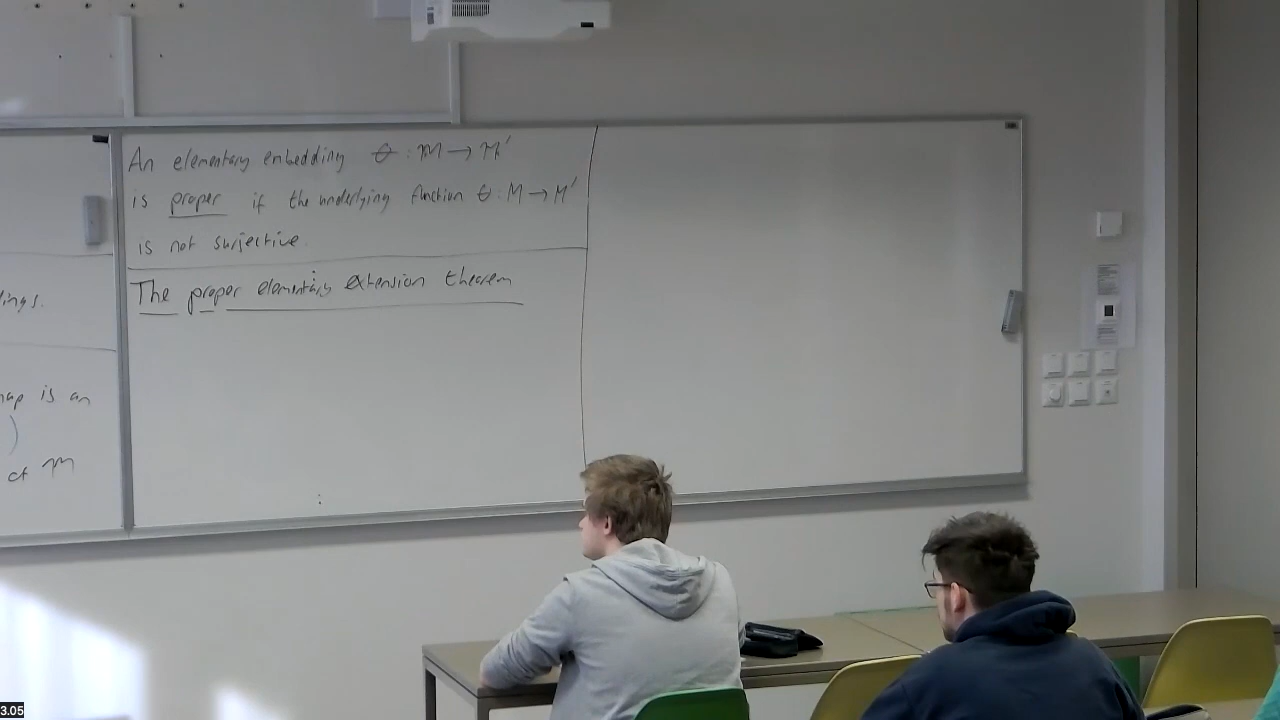 lings.
map is an
)
of 𝔐
An elementary embedding θ : 𝔐 → 𝔐'
is proper if the underlying function θ : M → M'
is not surjective.
The proper elementary extension theorem
3.05